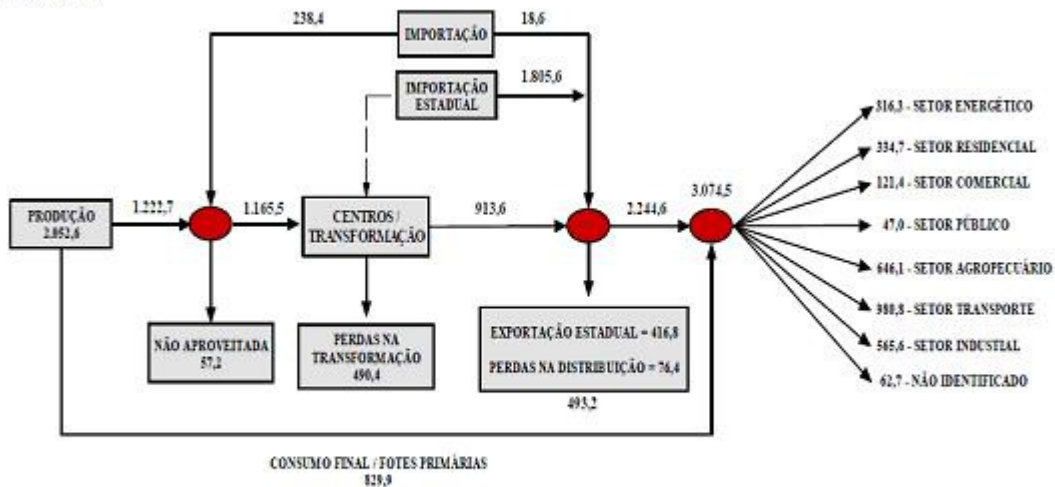 238,4
IMPORTAÇÃO
18,6
IMPORTAÇÃO
ESTADUAL
1.805,6
PRODUÇÃO
2.052,6
1.222,7
1.165,5
CENTROS /
TRANSFORMAÇÃO
913,6
2.244,6
3.074,5
NÃO APROVEITADA
57,2
PERDAS NA
TRANSFORMAÇÃO
490,4
EXPORTAÇÃO ESTADUAL = 416,8
PERDAS NA DISTRIBUIÇÃO = 76,4
493,2
316,3 - SETOR ENERGÉTICO
334,7 - SETOR RESIDENCIAL
121,4 - SETOR COMERCIAL
47,0 - SETOR PÚBLICO
646,1 - SETOR AGROPECUÁRIO
980,8 - SETOR TRANSPORTE
565,6 - SETOR INDUSTIAL
62,7 - NÃO IDENTIFICADO
CONSUMO FINAL / FOTES PRIMÁRIAS
829,9